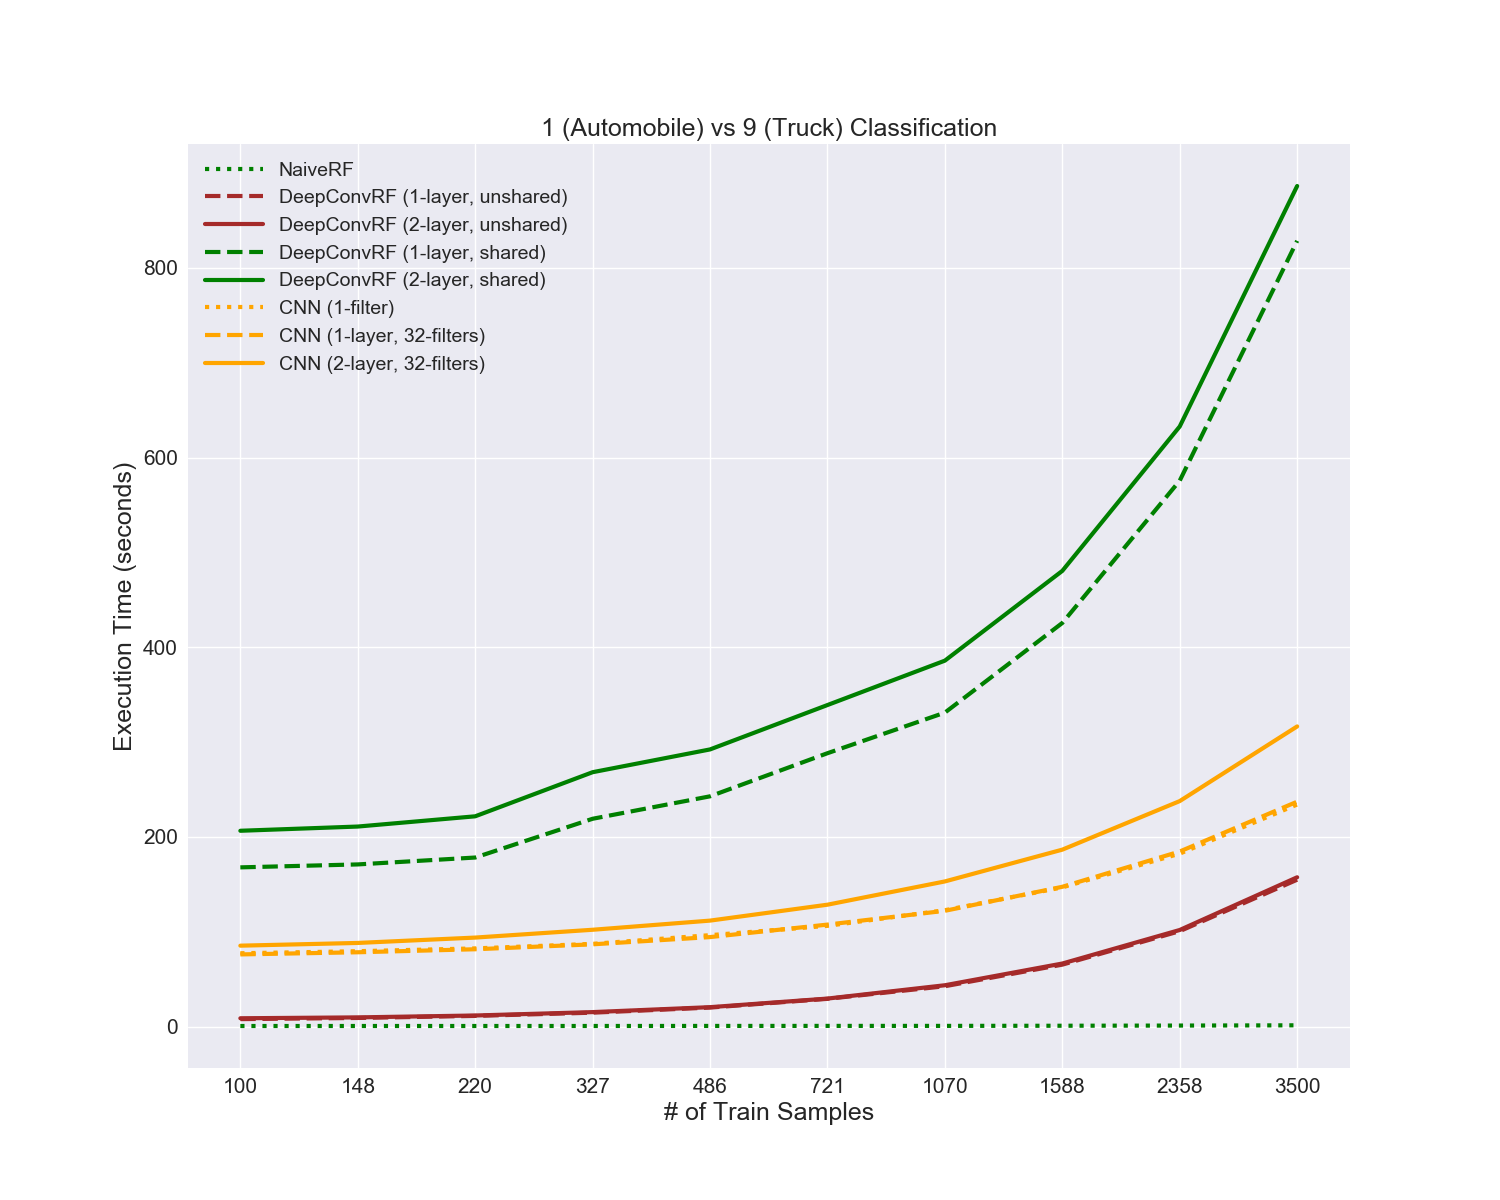 1 (Automobile) vs 9 (Truck) Classification
NaiveRF
DeepConvRF (1-layer, unshared)
DeepConvRF (2-layer, unshared)
DeepConvRF (1-layer, shared)
DeepConvRF (2-layer, shared)
CNN (1-filter)
CNN (1-layer, 32-filters)
CNN (2-layer, 32-filters)
Execution Time (seconds)
800
600
400
200
0
100 148 220 327 486 721 1070 1588 2358 3500
# of Train Samples